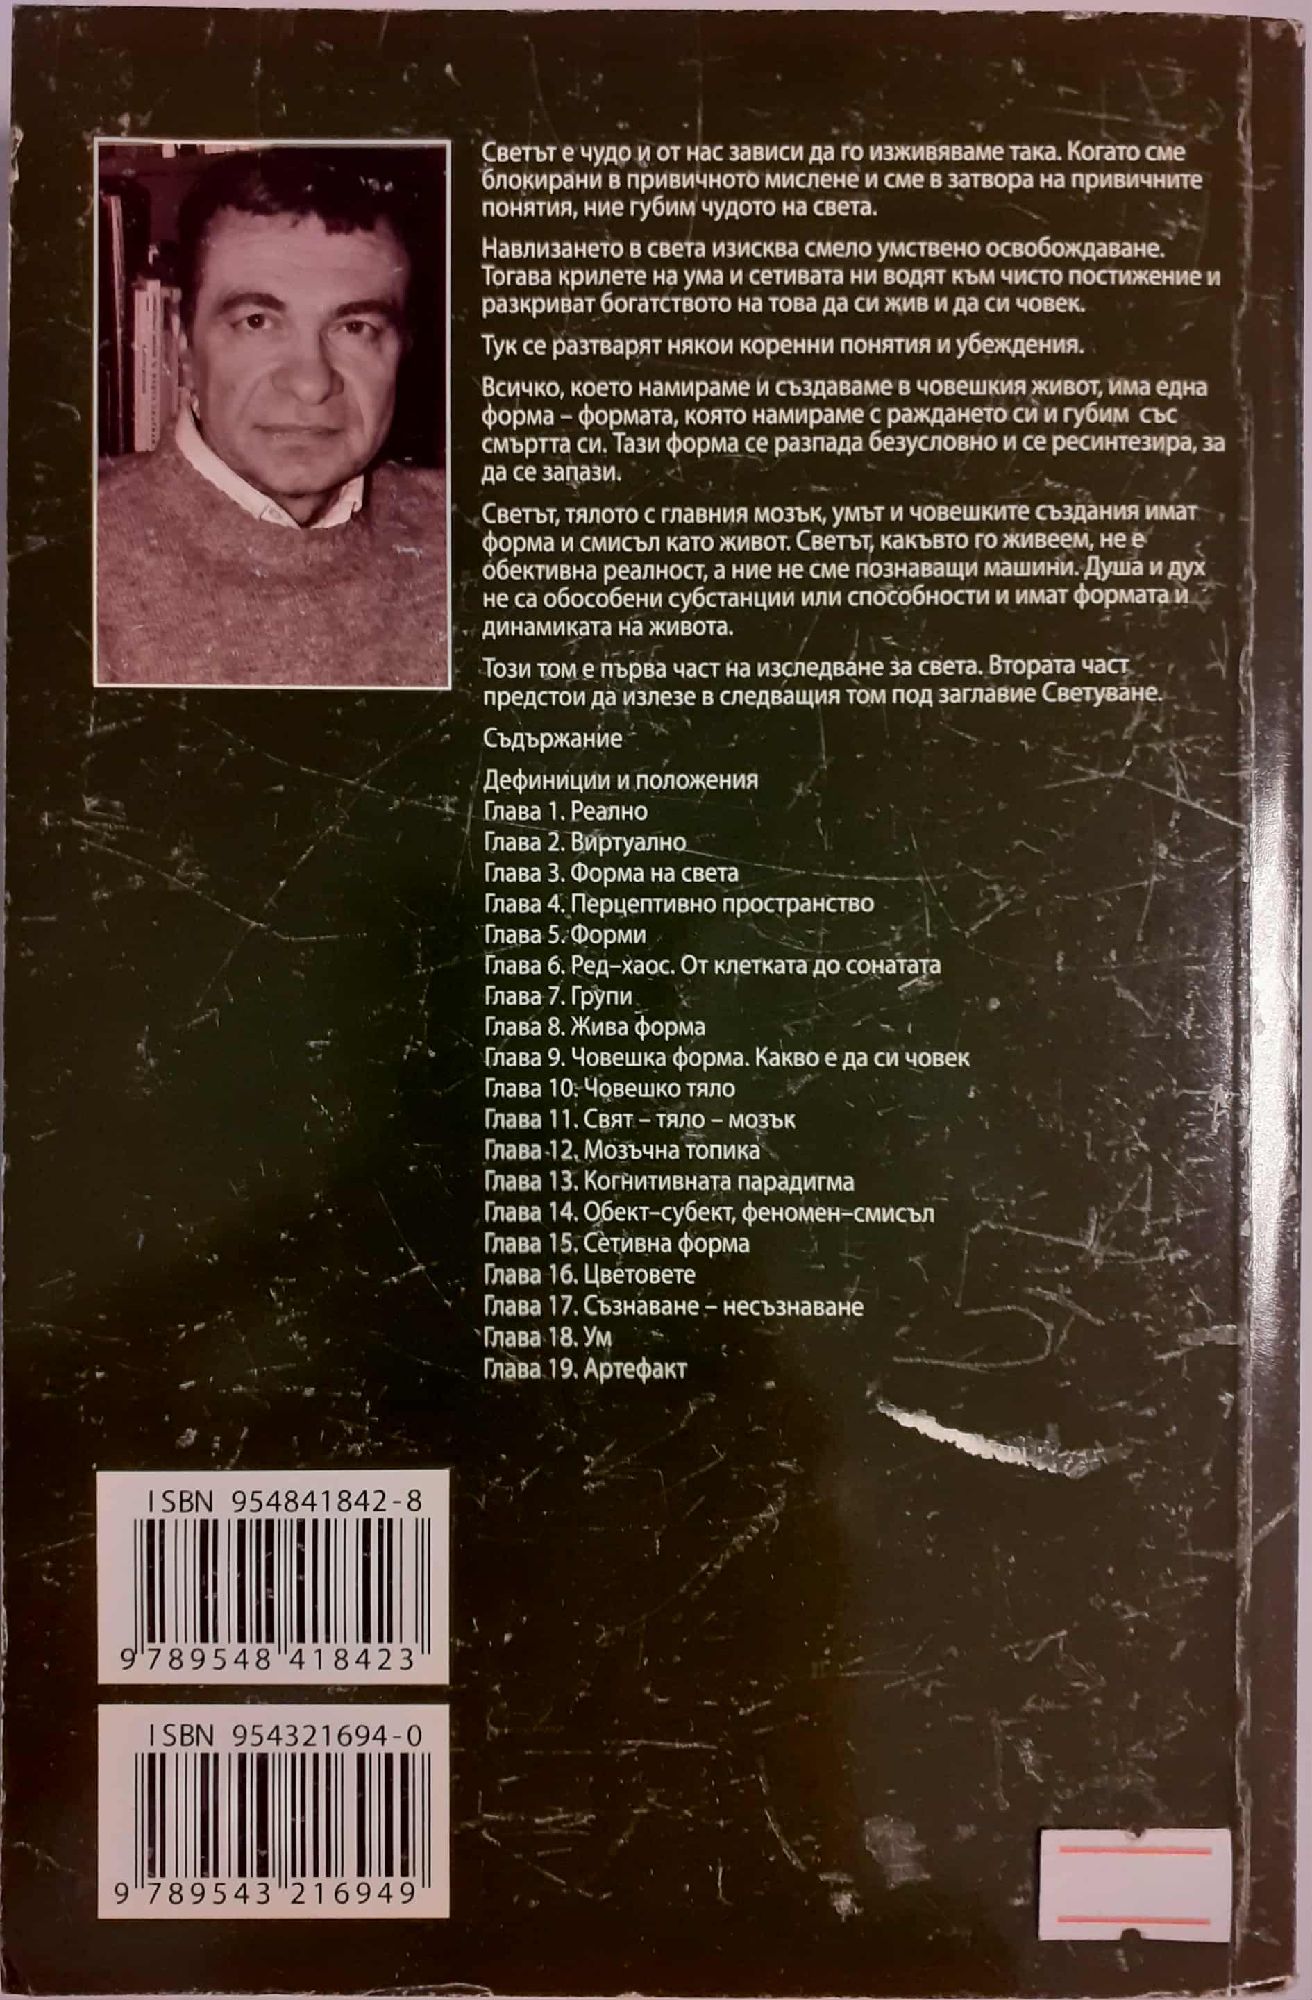 Светът е чудо и от нас зависи да го изживяваме така. Когато сме
блокирани в привичното мислене и сме в затвора на привичните
понятия, ние губим чудото на света.
Навлизането в света изисква смело умствено освобождаване.
Тогава крилете на ума и сетивата ни водят към чисто постижение и
разкриват богатството на това да си жив и да си човек.
Тук се разтварят някои коренни понятия и убеждения.
Всичко, което намираме и създаваме в човешкия живот, има една
форма – формата, която намираме с раждането си и губим със
смъртта си. Тази форма се разпада безусловно и се ресинтезира, за
да се запази.
Светът, тялото с главния мозък, умът и човешките създания имат
форма и смисъл като живот. Светът, какъвто го живеем, не е
обективна реалност, а ние не сме познаващи машини. Душа и дух
не са обособени субстанции или способности и имат формата и
динамиката на живота.
Този том е първа част на изследване за света. Втората част
предстои да излезе в следващия том под заглавие Светуване.
Съдържание
Дефиниции и положения
Глава 1. Реално
Глава 2. Виртуално
Глава 3. Форма на света
Глава 4. Перцептивно пространство
Глава 5. Форми
Глава 6. Ред–хаос. От клетката до сонатата
Глава 7. Групи
Глава 8. Жива форма
Глава 9. Човешка форма. Какво е да си човек
Глава 10. Човешко тяло
Глава 11. Свят – тяло – мозък
Глава 12. Мозъчна топика
Глава 13. Когнитивната парадигма
Глава 14. Обект–субект, феномен–смисъл
Глава 15. Сетивна форма
Глава 16. Цветовете
Глава 17. Съзнаване – несъзнаване
Глава 18. Ум
Глава 19. Артефакт
ISBN 954841842-8
9 789548 418423
ISBN 954321694-0
9 789543 216949